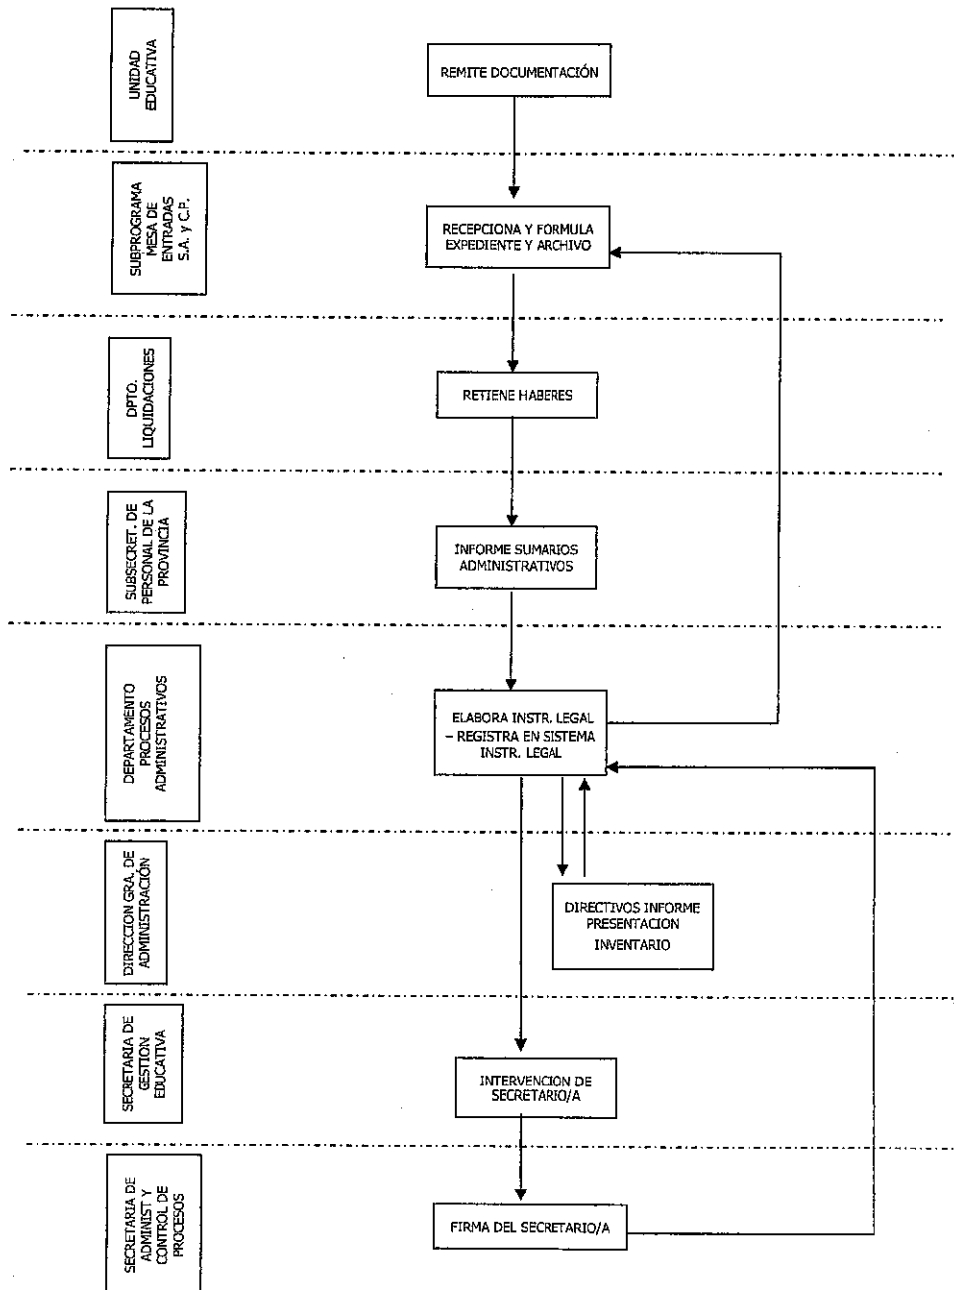 UNIDAD
EDUCATIVA
REMITE DOCUMENTACIÓN
SUBPROGRAMA
MESA DE
ENTRADAS
S.A. y C.P.
RECEPCIONA Y FORMULA
EXPEDIENTE Y ARCHIVO
DPTO.
LIQUIDACIONES
RETIENE HABERES
SUBSECRET. DE
PERSONAL DE LA
PROVINCIA
INFORME SUMARIOS
ADMINISTRATIVOS
DEPARTAMENTO
PROCESOS
ADMINISTRATIVOS
ELABORA INSTR. LEGAL
– REGISTRA EN SISTEMA
INSTR. LEGAL
DIRECCION GRA. DE
ADMINISTRACIÓN
DIRECTIVOS INFORME
PRESENTACION
INVENTARIO
SECRETARIA DE
GESTION
EDUCATIVA
INTERVENCION DE
SECRETARIO/A
SECRETARIA DE
ADMINIST Y
CONTROL DE
PROCESOS
FIRMA DEL SECRETARIO/A